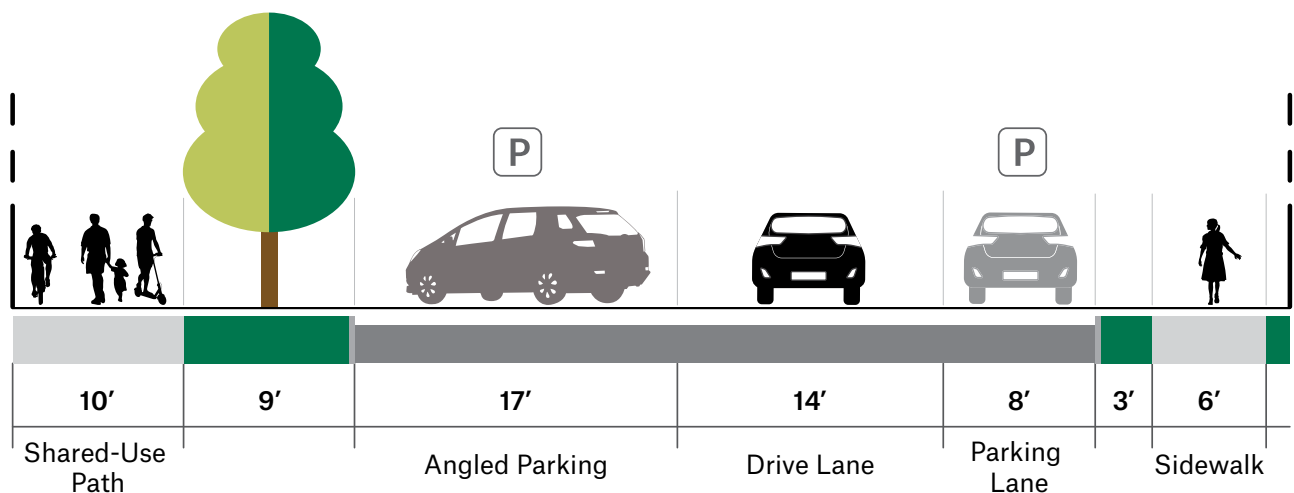 P
P
10′
9′
17′
14′
8′
3′
6′
Shared-Use
Path
Angled Parking
Drive Lane
Parking
Lane
Sidewalk